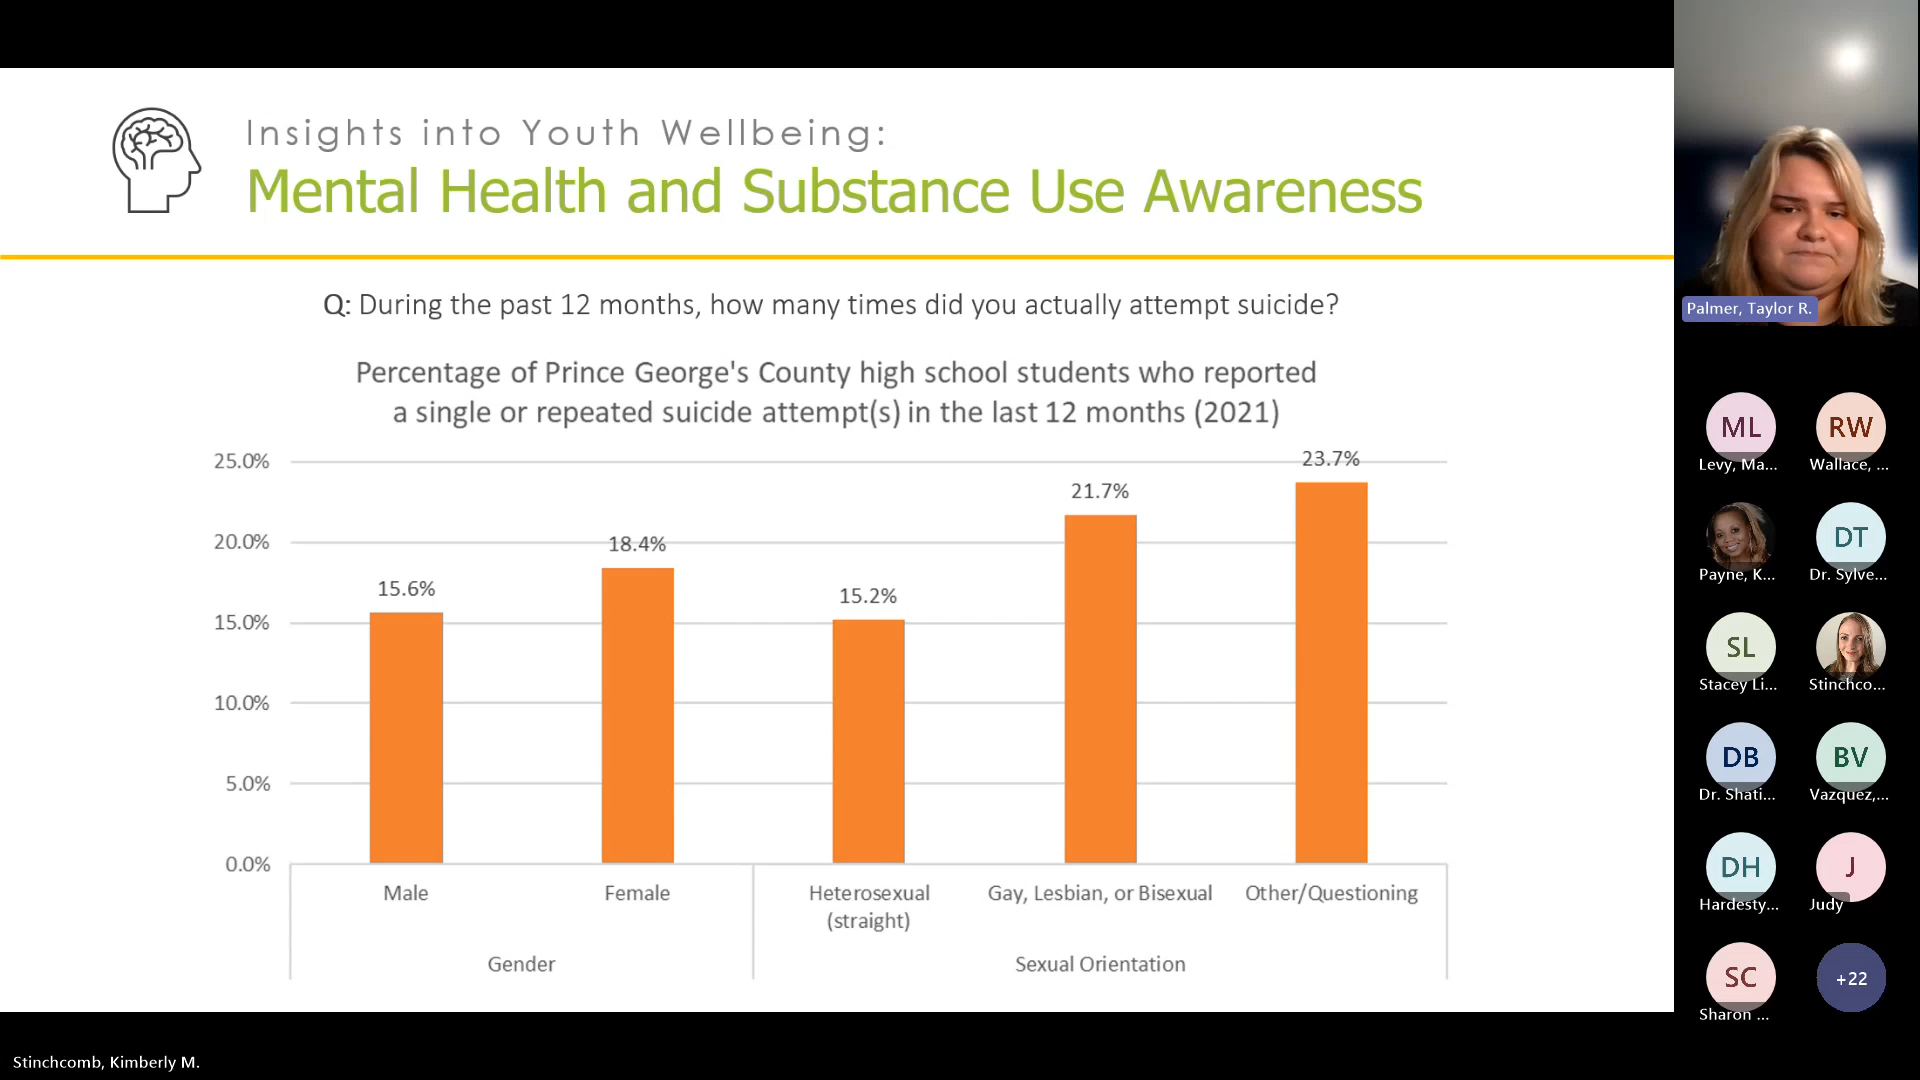 Insights into Youth Wellbeing:
Mental Health and Substance Use Awareness
Q: During the past 12 months, how many times did you actually attempt suicide?
Percentage of Prince George's County high school students who reported
a single or repeated suicide attempt(s) in the last 12 months (2021)
25.0%
20.0%
15.0%
10.0%
5.0%
0.0%
15.6%
18.4%
15.2%
21.7%
23.7%
Male
Female
Heterosexual
(straight)
Gay, Lesbian, or Bisexual
Other/Questioning
Gender
Sexual Orientation
Palmer, Taylor R.
ML
Levy, Ma...
RW
Wallace, ...
Payne, K...
DT
Dr. Sylve...
SL
Stacey Li...
Stinchco...
DB
Dr. Shati...
BV
Vazquez,...
DH
Hardesty...
J
Judy
SC
Sharon ...
+22
Stinchcomb, Kimberly M.